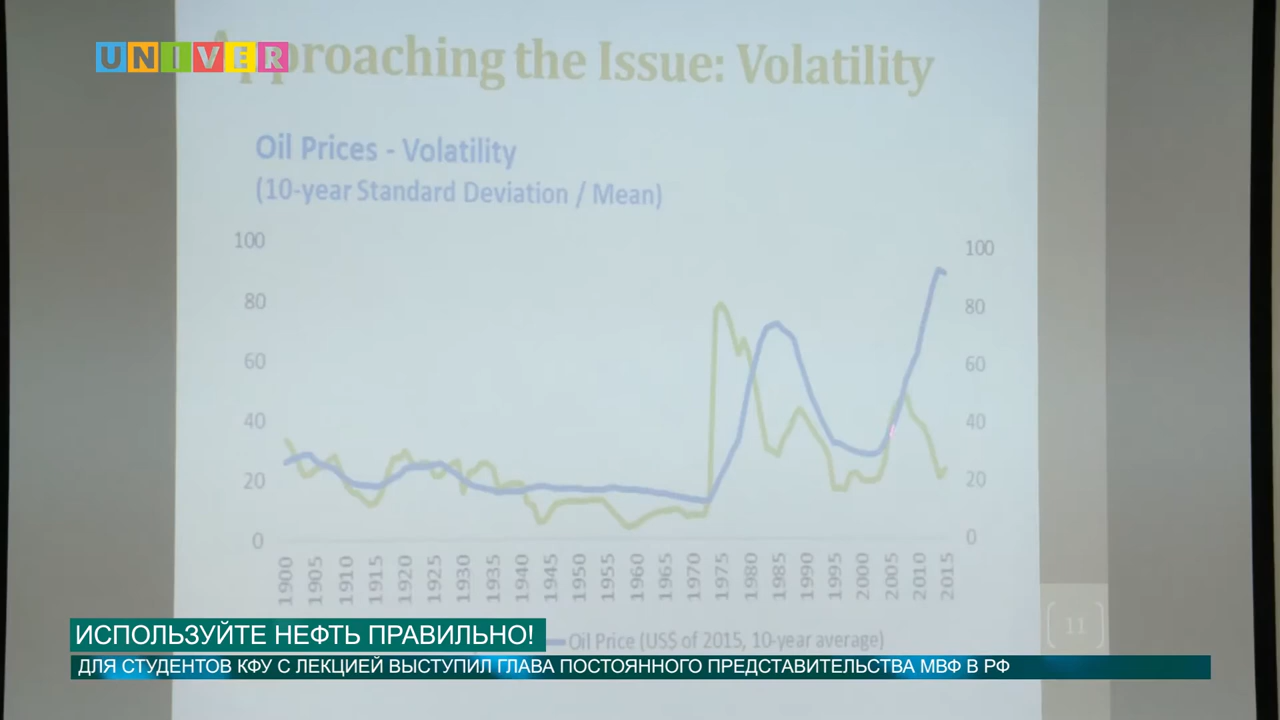 UNIVER
Approaching the Issue: Volatility
Oil Prices - Volatility
(10-year Standard Deviation / Mean)
100
80
60
40
20
0
100
80
60
40
20
0
1900 1905 1910 1915 1920 1925 1930 1935 1940 1945 1950 1955 1960 1965 1970 1975 1980 1985 1990 1995 2000 2005 2010 2015
Oil Price (US$ of 2015, 10-year average)
11
ИСПОЛЬЗУЙТЕ НЕФТЬ ПРАВИЛЬНО!
ДЛЯ СТУДЕНТОВ КФУ С ЛЕКЦИЕЙ ВЫСТУПИЛ ГЛАВА ПОСТОЯННОГО ПРЕДСТАВИТЕЛЬСТВА МВФ В РФ